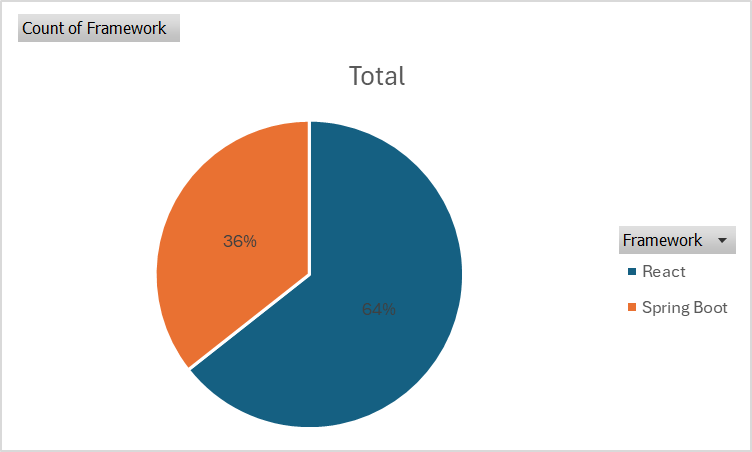 Count of Framework
Total
36%
64%
Framework
React
Spring Boot